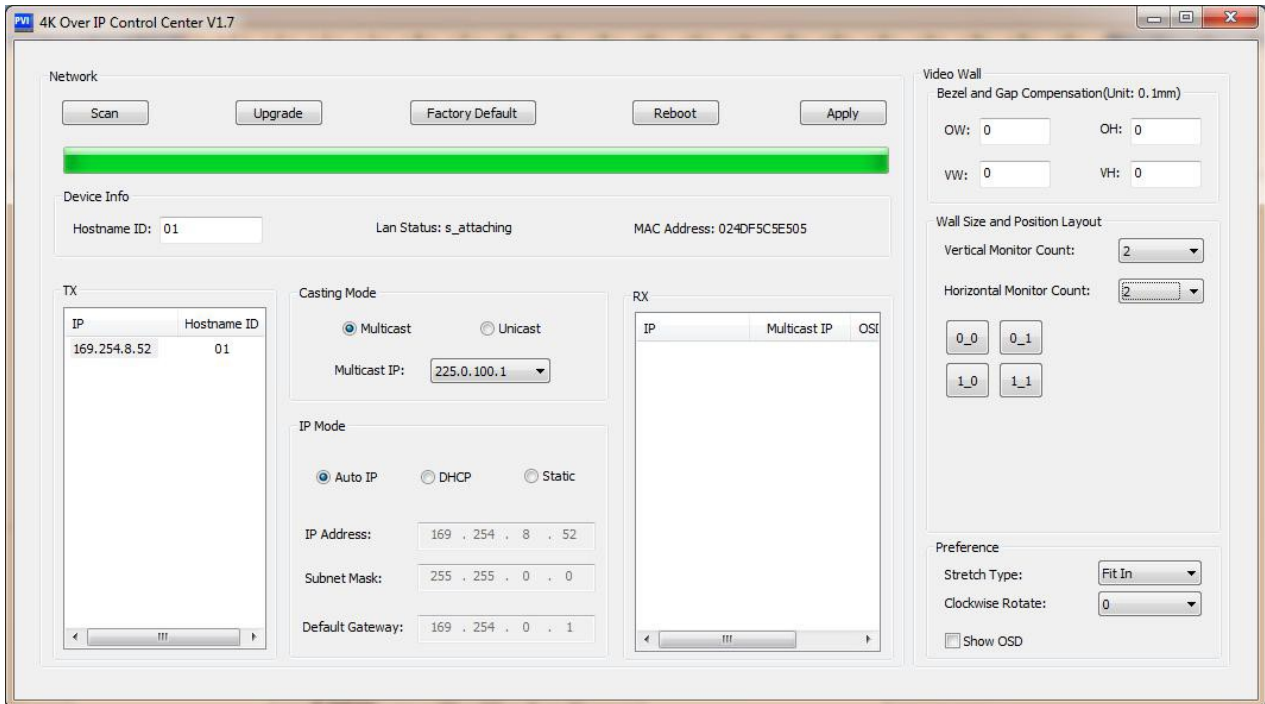 PVI 4K Over IP Control Center V1.7
Network
Scan Upgrade Factory Default Reboot Apply
Device Info
Hostname ID: 01 Lan Status: s_attaching MAC Address: 024DF5C5E505
TX
IP Hostname ID
169.254.8.52 01
Casting Mode
Multicast Unicast
Multicast IP: 225.0.100.1
IP Mode
Auto IP DHCP Static
IP Address: 169 . 254 . 8 . 52
Subnet Mask: 255 . 255 . 0 . 0
Default Gateway: 169 . 254 . 0 . 1
RX
IP Multicast IP OSD
Video Wall
Bezel and Gap Compensation(Unit: 0.1mm)
OW: 0 OH: 0
VW: 0 VH: 0
Wall Size and Position Layout
Vertical Monitor Count: 2
Horizontal Monitor Count: 2
0_0 0_1
1_0 1_1
Preference
Stretch Type: Fit In
Clockwise Rotate: 0
Show OSD